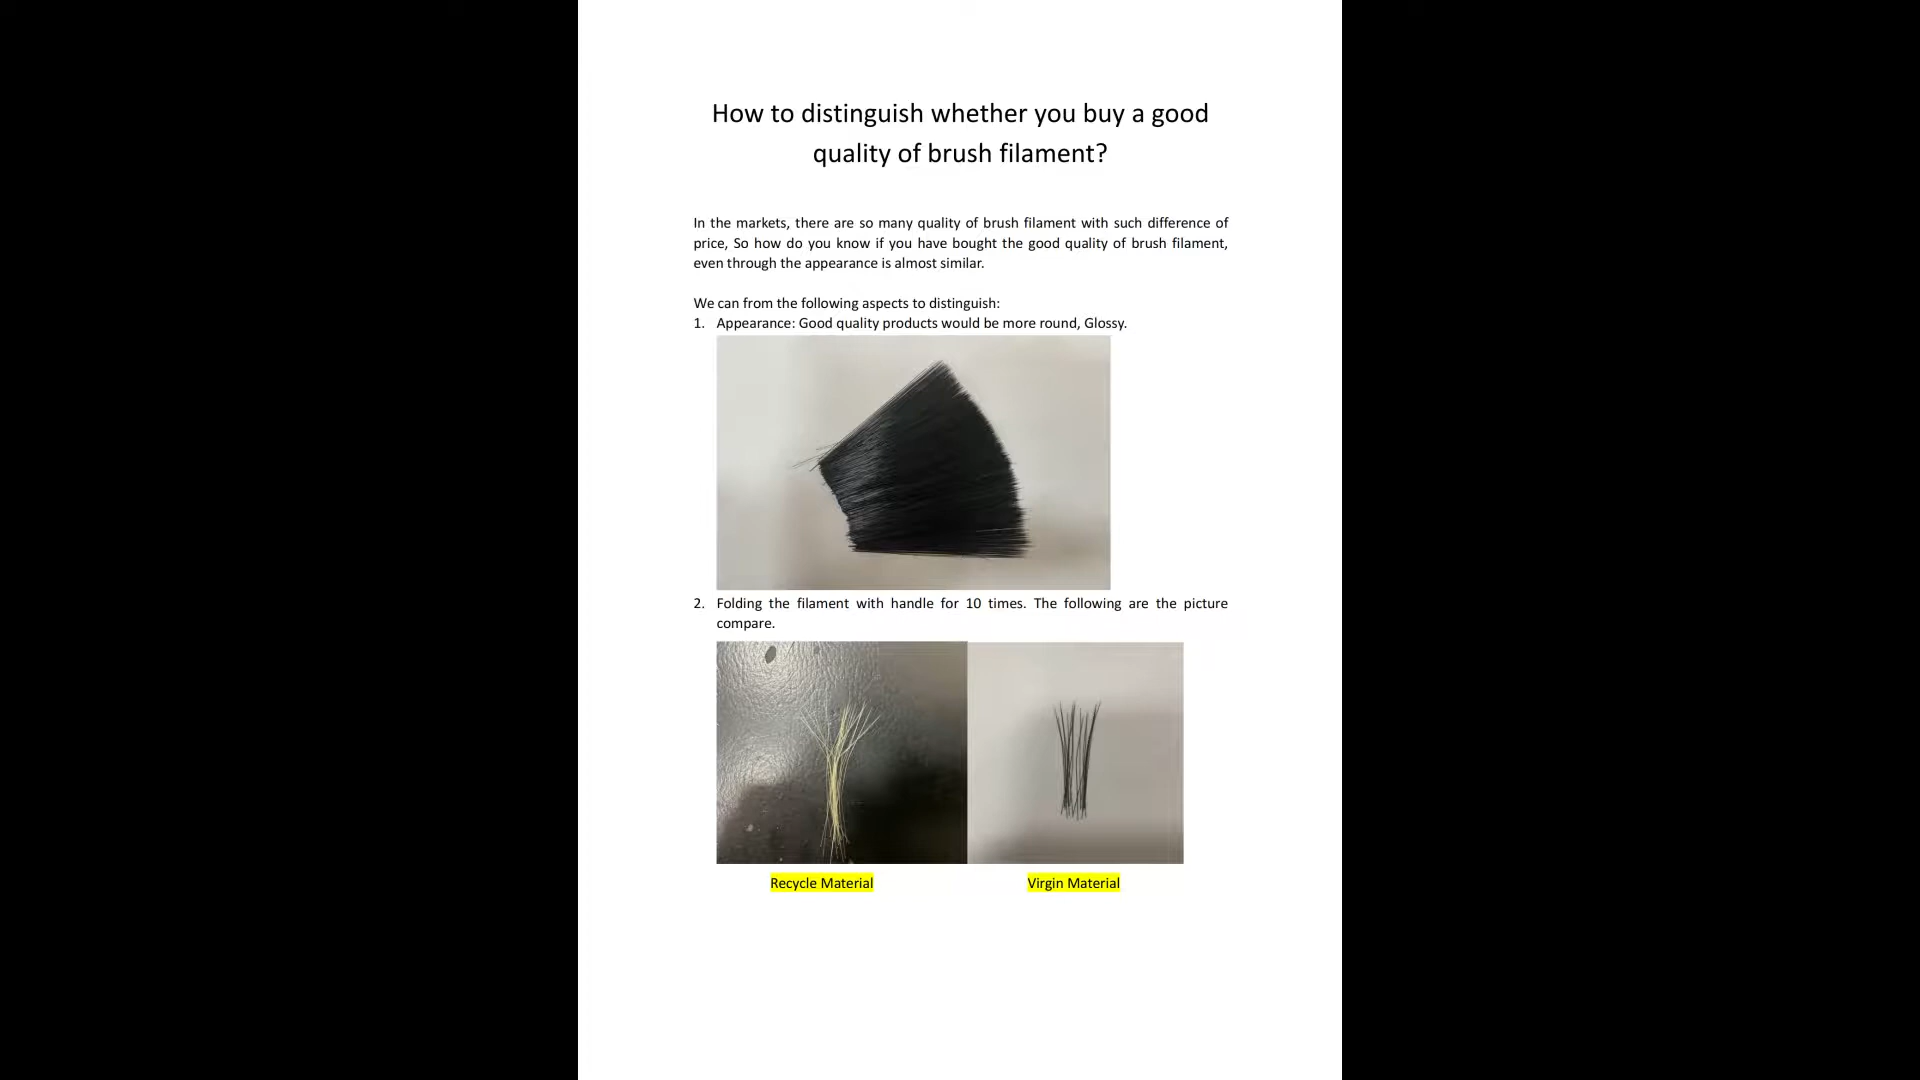 How to distinguish whether you buy a good
quality of brush filament?
In the markets, there are so many quality of brush filament with such difference of
price, So how do you know if you have bought the good quality of brush filament,
even through the appearance is almost similar.
We can from the following aspects to distinguish:
1. Appearance: Good quality products would be more round, Glossy.
2. Folding the filament with handle for 10 times. The following are the picture
compare.
Recycle Material
Virgin Material